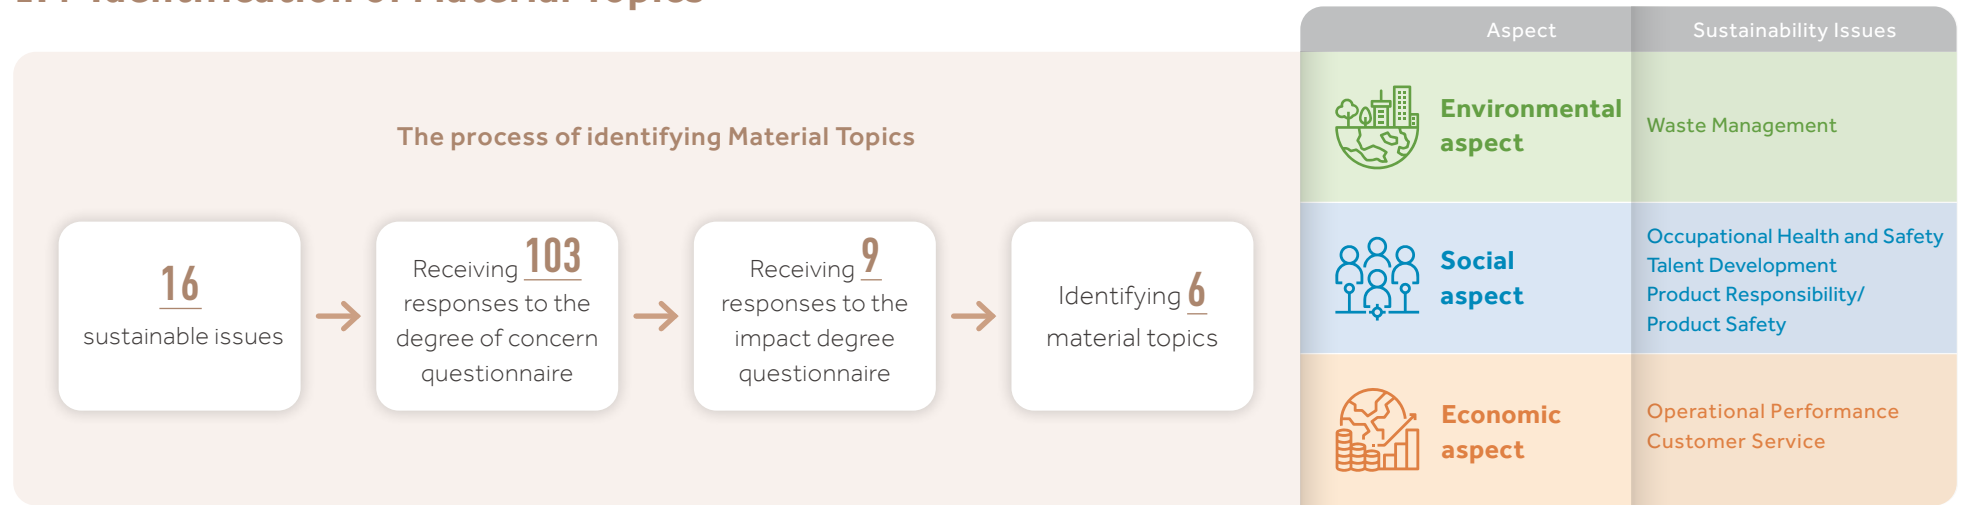 The process of identifying Material Topics
16
sustainable issues
Receiving 103
responses to the
degree of concern
questionnaire
Receiving 9
responses to the
impact degree
questionnaire
Identifying 6
material topics
Aspect
Sustainability Issues
Environmental
aspect
Waste Management
Social
aspect
Occupational Health and Safety
Talent Development
Product Responsibility/
Product Safety
Economic
aspect
Operational Performance
Customer Service